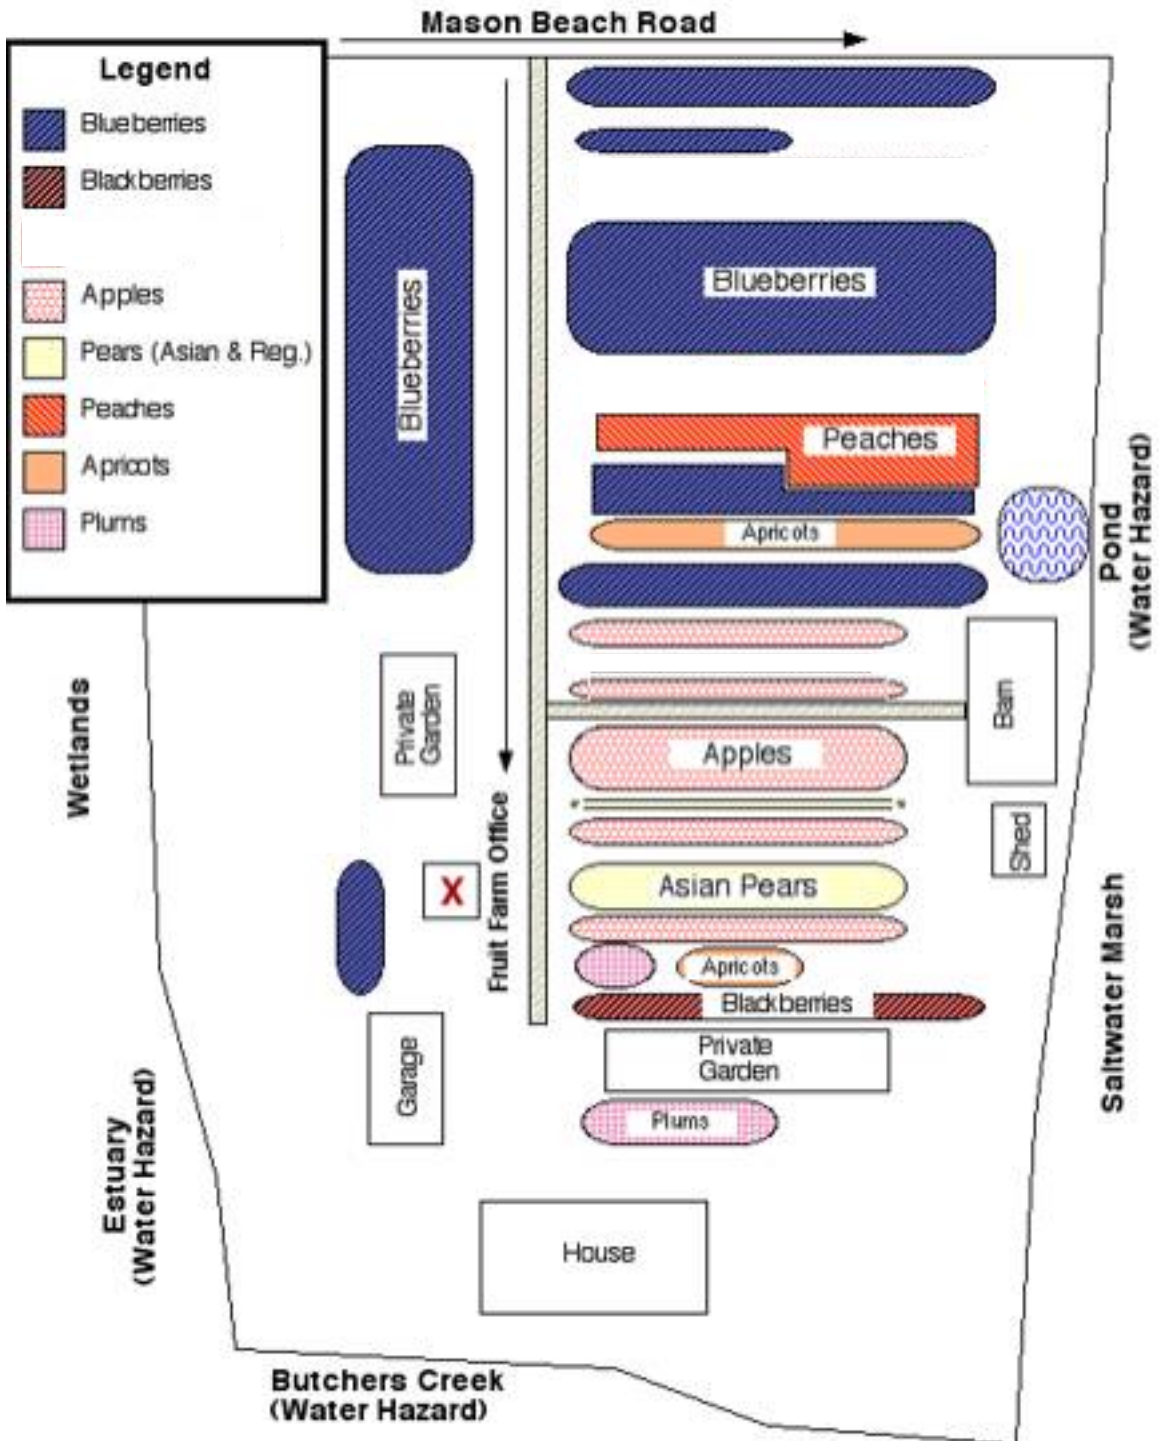 Mason Beach Road
Legend
Blueberries
Blackberries
Apples
Pears (Asian & Reg.)
Peaches
Apricots
Plums
Blueberries
Blueberries
Peaches
Apricots
Pond
(Water Hazard)
Wetlands
Private
Garden
Barn
Apples
Fruit Farm Office
X
Shed
Asian Pears
Apricots
Blackberries
Saltwater Marsh
Garage
Private
Garden
Plums
Estuary
(Water Hazard)
House
Butchers Creek
(Water Hazard)